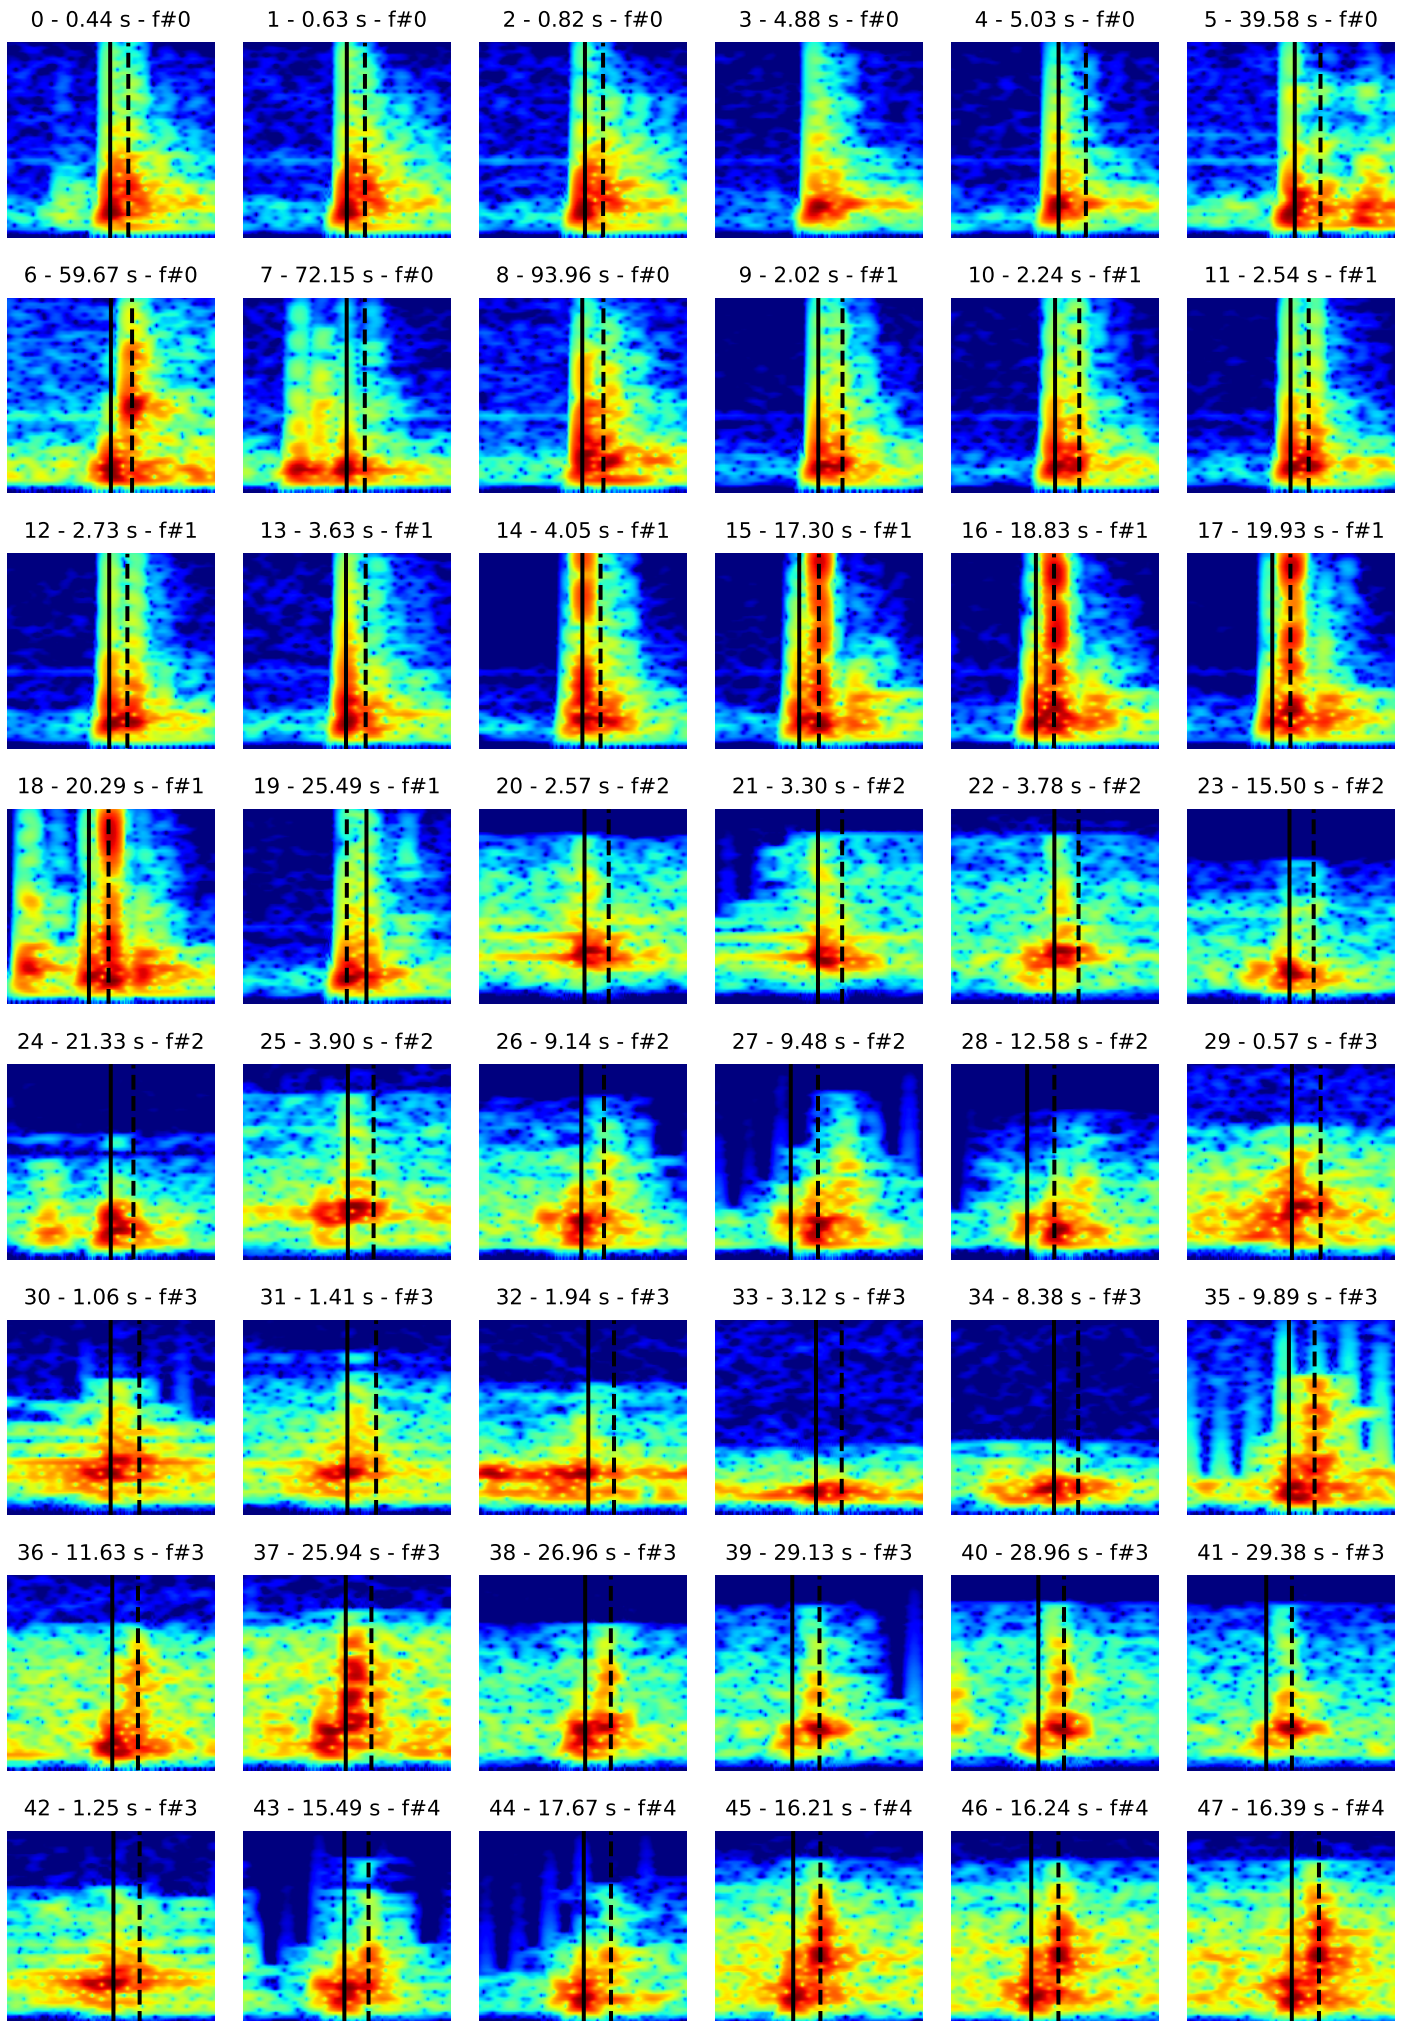 0 - 0.44 s - f#0 1 - 0.63 s - f#0 2 - 0.82 s - f#0 3 - 4.88 s - f#0 4 - 5.03 s - f#0 5 - 39.58 s - f#0
6 - 59.67 s - f#0 7 - 72.15 s - f#0 8 - 93.96 s - f#0 9 - 2.02 s - f#1 10 - 2.24 s - f#1 11 - 2.54 s - f#1
12 - 2.73 s - f#1 13 - 3.63 s - f#1 14 - 4.05 s - f#1 15 - 17.30 s - f#1 16 - 18.83 s - f#1 17 - 19.93 s - f#1
18 - 20.29 s - f#1 19 - 25.49 s - f#1 20 - 2.57 s - f#2 21 - 3.30 s - f#2 22 - 3.78 s - f#2 23 - 15.50 s - f#2
24 - 21.33 s - f#2 25 - 3.90 s - f#2 26 - 9.14 s - f#2 27 - 9.48 s - f#2 28 - 12.58 s - f#2 29 - 0.57 s - f#3
30 - 1.06 s - f#3 31 - 1.41 s - f#3 32 - 1.94 s - f#3 33 - 3.12 s - f#3 34 - 8.38 s - f#3 35 - 9.89 s - f#3
36 - 11.63 s - f#3 37 - 25.94 s - f#3 38 - 26.96 s - f#3 39 - 29.13 s - f#3 40 - 28.96 s - f#3 41 - 29.38 s - f#3
42 - 1.25 s - f#3 43 - 15.49 s - f#4 44 - 17.67 s - f#4 45 - 16.21 s - f#4 46 - 16.24 s - f#4 47 - 16.39 s - f#4